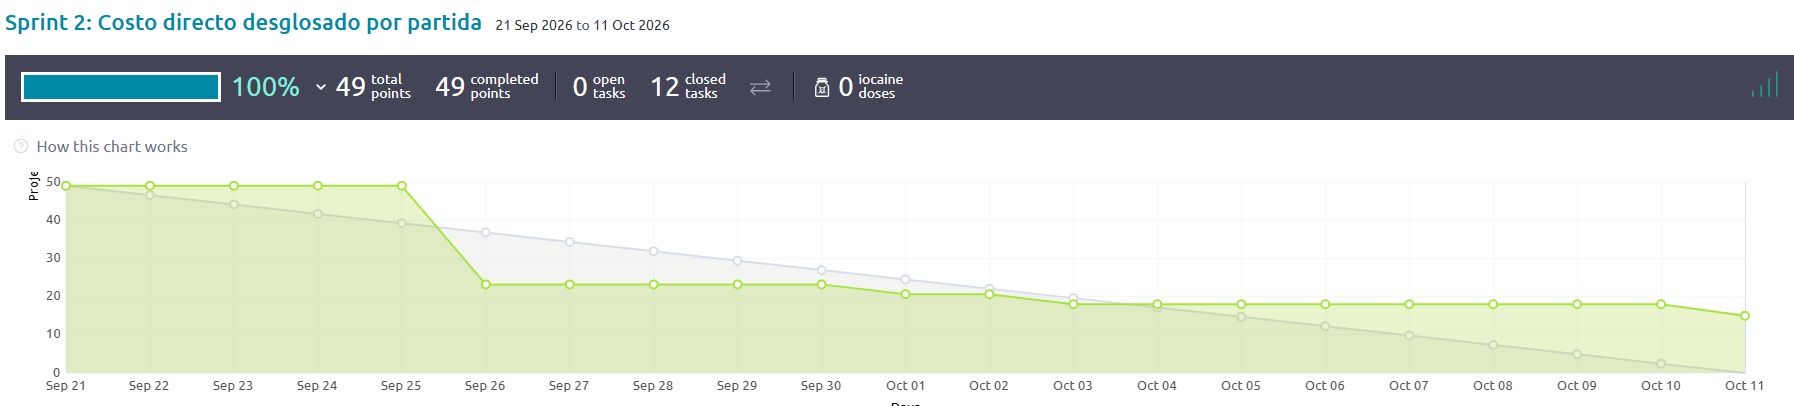 Sprint 2: Costo directo desglosado por partida 21 Sep 2026 to 11 Oct 2026
100% 49 total points 49 completed points 0 open tasks 12 closed tasks 0 iocaine doses
How this chart works
Proje
50
40
30
20
10
0
Sep 21 Sep 22 Sep 23 Sep 24 Sep 25 Sep 26 Sep 27 Sep 28 Sep 29 Sep 30 Oct 01 Oct 02 Oct 03 Oct 04 Oct 05 Oct 06 Oct 07 Oct 08 Oct 09 Oct 10 Oct 11